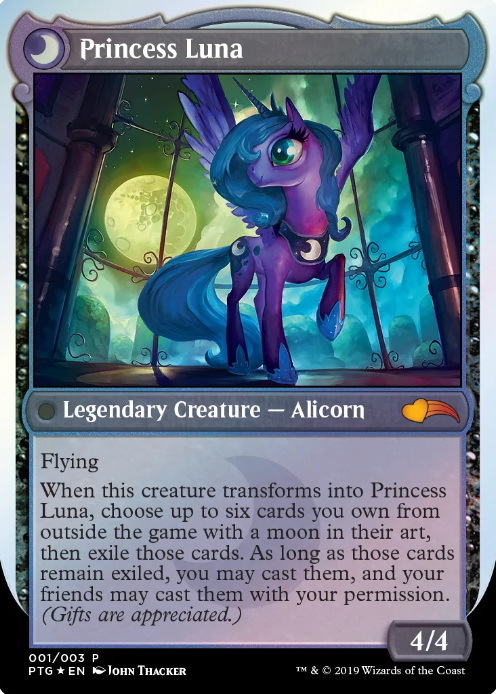 Princess Luna
Legendary Creature — Alicorn
Flying
When this creature transforms into Princess
Luna, choose up to six cards you own from
outside the game with a moon in their art,
then exile those cards. As long as those cards
remain exiled, you may cast them, and your
friends may cast them with your permission.
(Gifts are appreciated.)
4/4
001/003 P
PTG ★ EN John Thacker
™ & © 2019 Wizards of the Coast